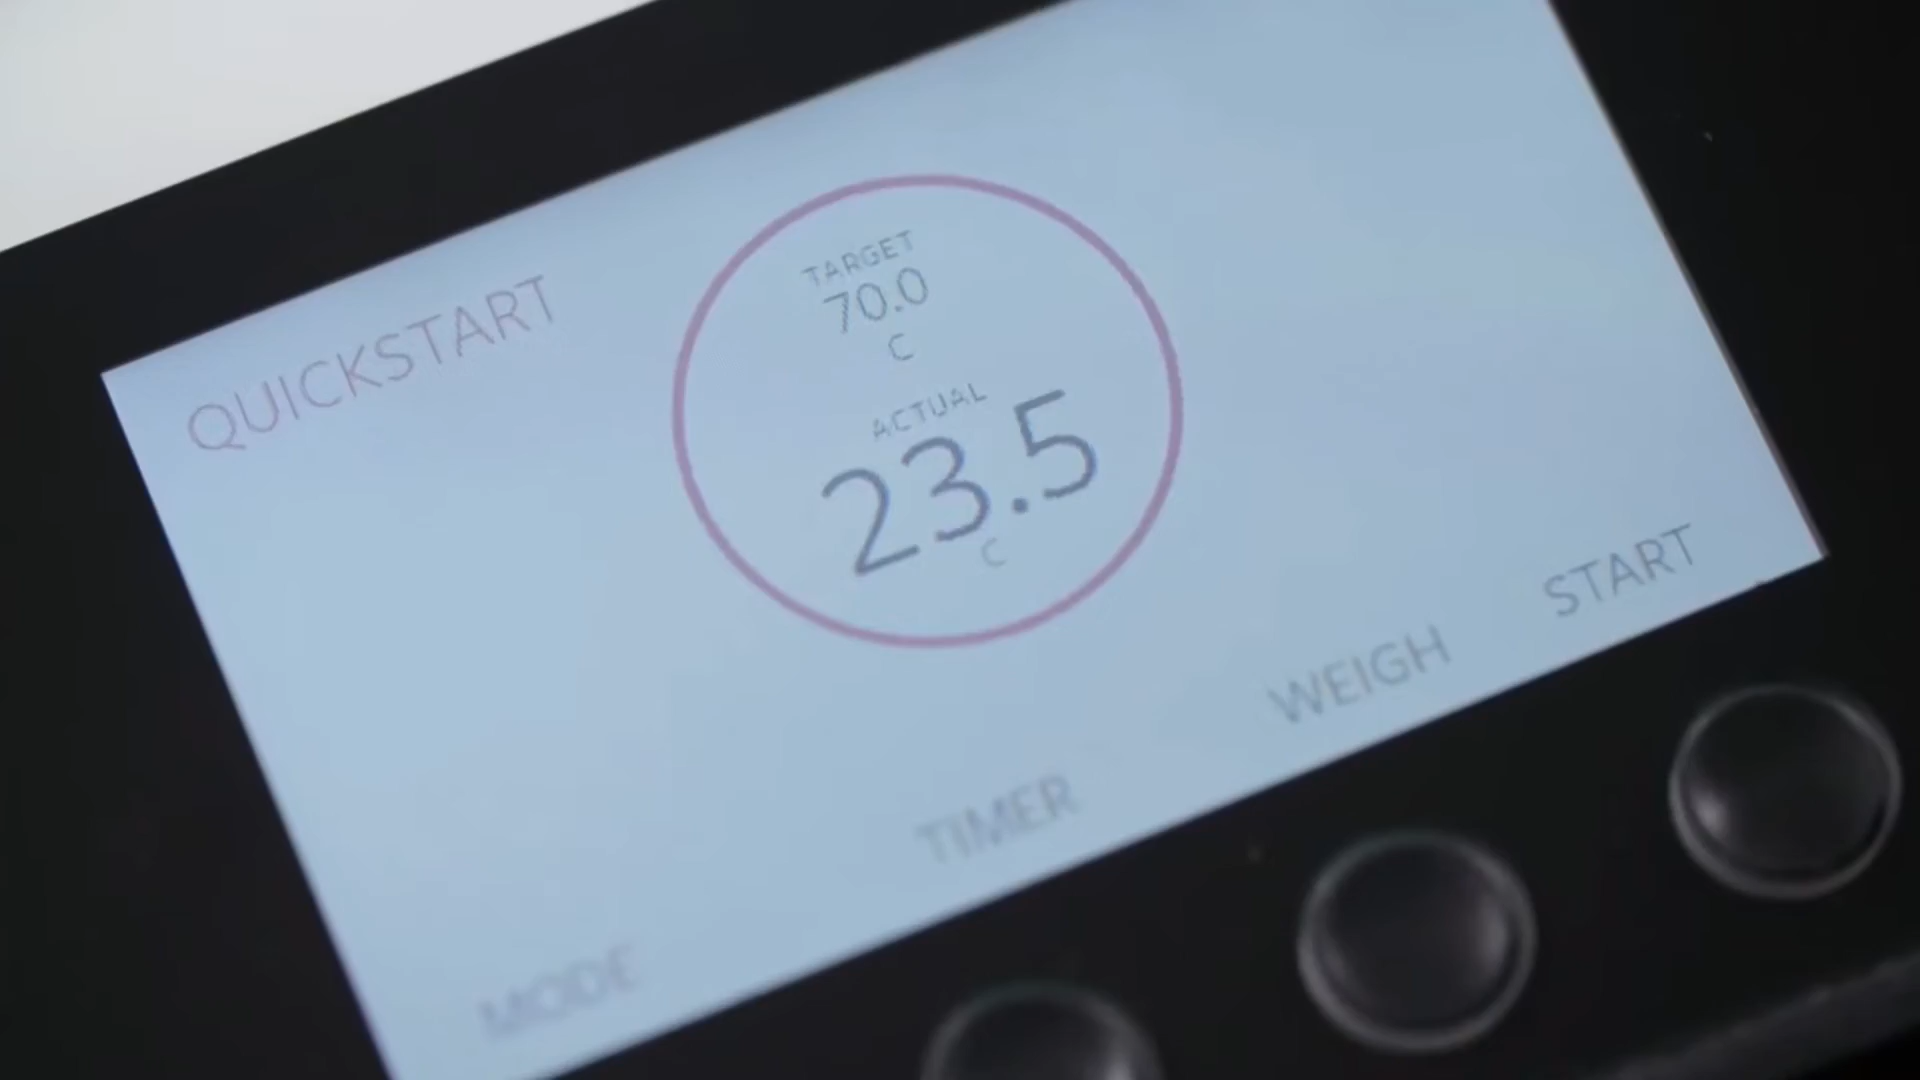 QUICKSTART
TARGET
70.0
C
ACTUAL
23.5
C
MODE
TIMER
WEIGH
START